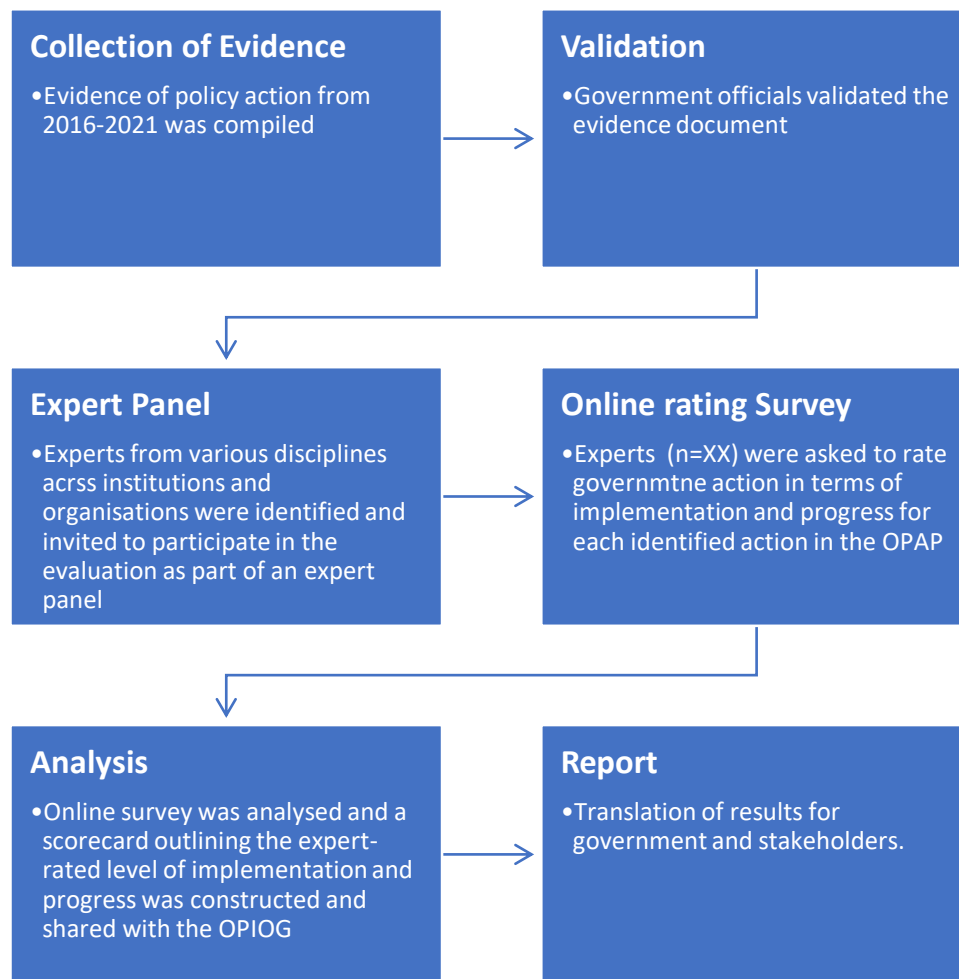 Collection of Evidence
•Evidence of policy action from
2016-2021 was compiled
Validation
•Government officials validated the
evidence document
Expert Panel
•Experts from various disciplines
acrss institutions and
organisations were identified and
invited to participate in the
evaluation as part of an expert
panel
Online rating Survey
•Experts (n=XX) were asked to rate
governmtne action in terms of
implementation and progress for
each identified action in the OPAP
Analysis
•Online survey was analysed and a
scorecard outlining the expert-
rated level of implementation and
progress was constructed and
shared with the OPIOG
Report
•Translation of results for
government and stakeholders.